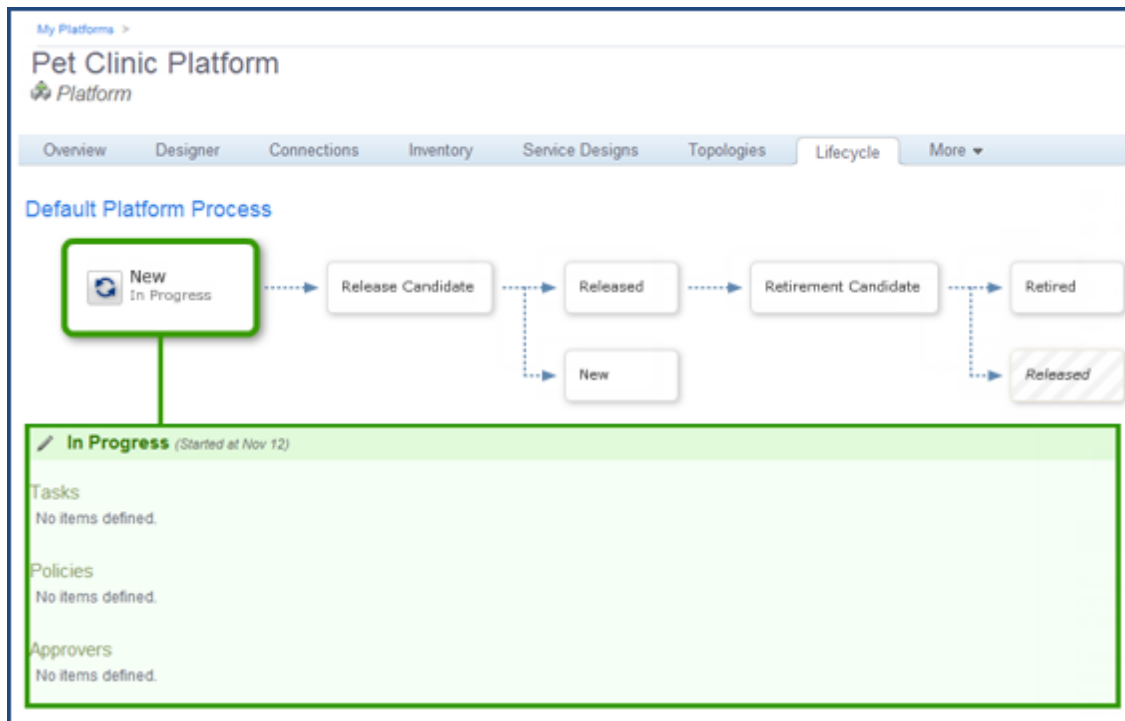 My Platforms >
Pet Clinic Platform
Platform
Overview Designer Connections Inventory Service Designs Topologies Lifecycle More
Default Platform Process
New
In Progress
Release Candidate
Released
Retirement Candidate
Retired
New
Released
In Progress (Started at Nov 12)
Tasks
No items defined.
Policies
No items defined.
Approvers
No items defined.